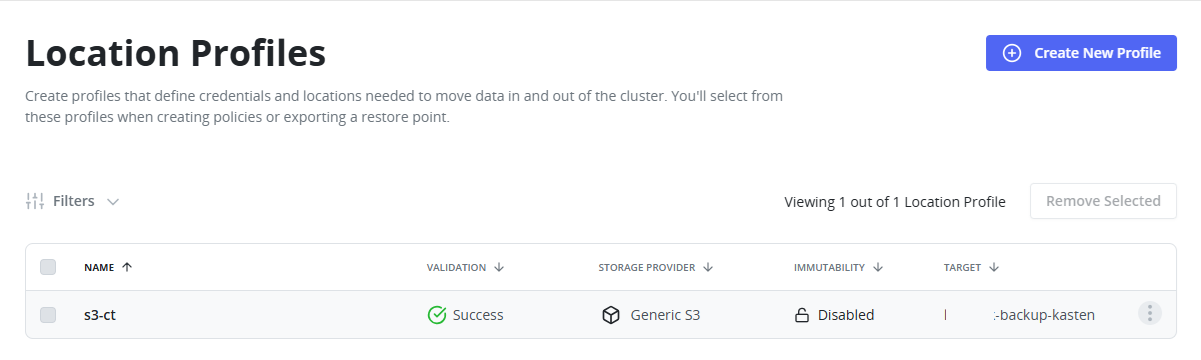 Location Profiles
Create New Profile
Create profiles that define credentials and locations needed to move data in and out of the cluster. You'll select from
these profiles when creating policies or exporting a restore point.
Filters
Viewing 1 out of 1 Location Profile
Remove Selected
NAME VALIDATION STORAGE PROVIDER IMMUTABILITY TARGET
s3-ct Success Generic S3 Disabled -backup-kasten